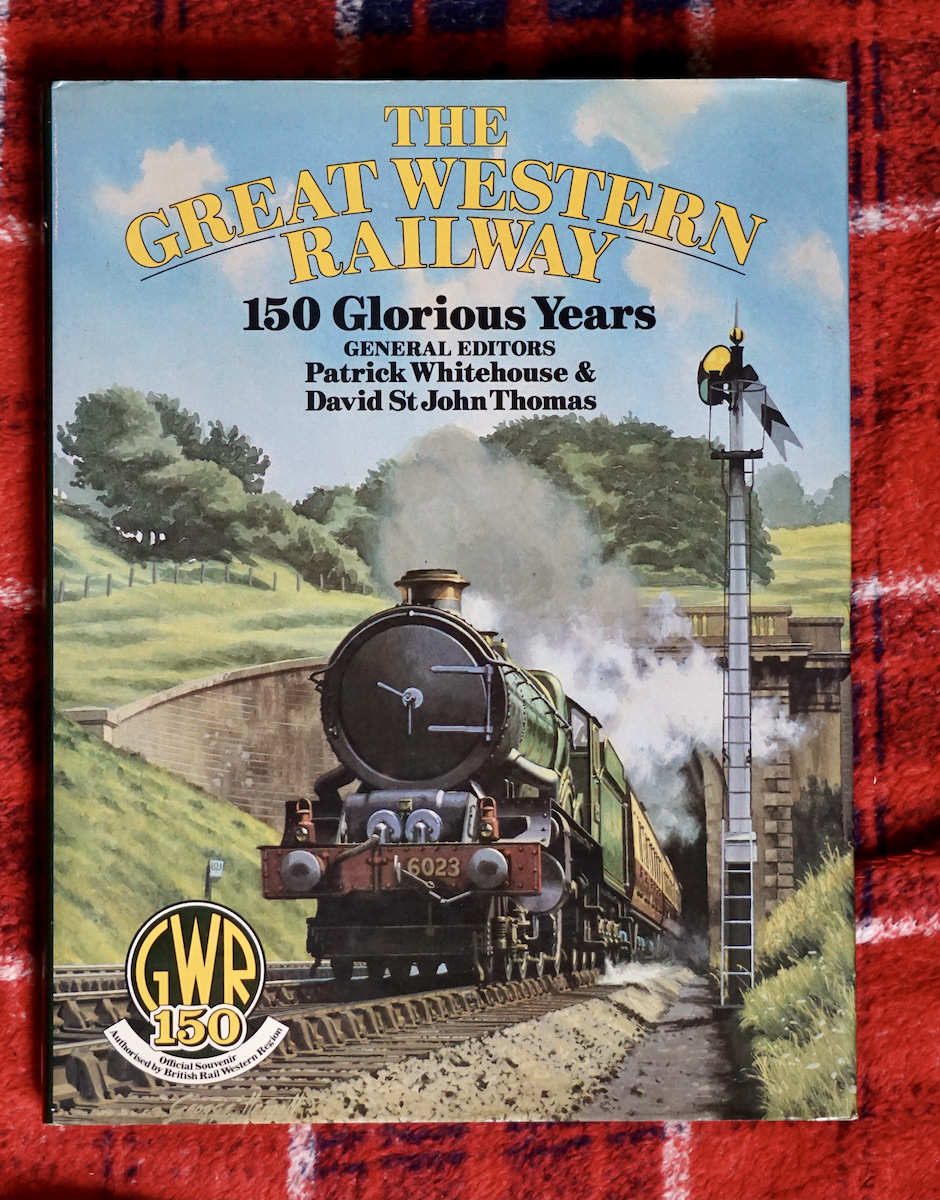 THE
GREAT WESTERN
RAILWAY
150 Glorious Years
GENERAL EDITORS
Patrick Whitehouse &
David St John Thomas
6023
GWR
150
Official Souvenir
Authorised by British Rail Western Region